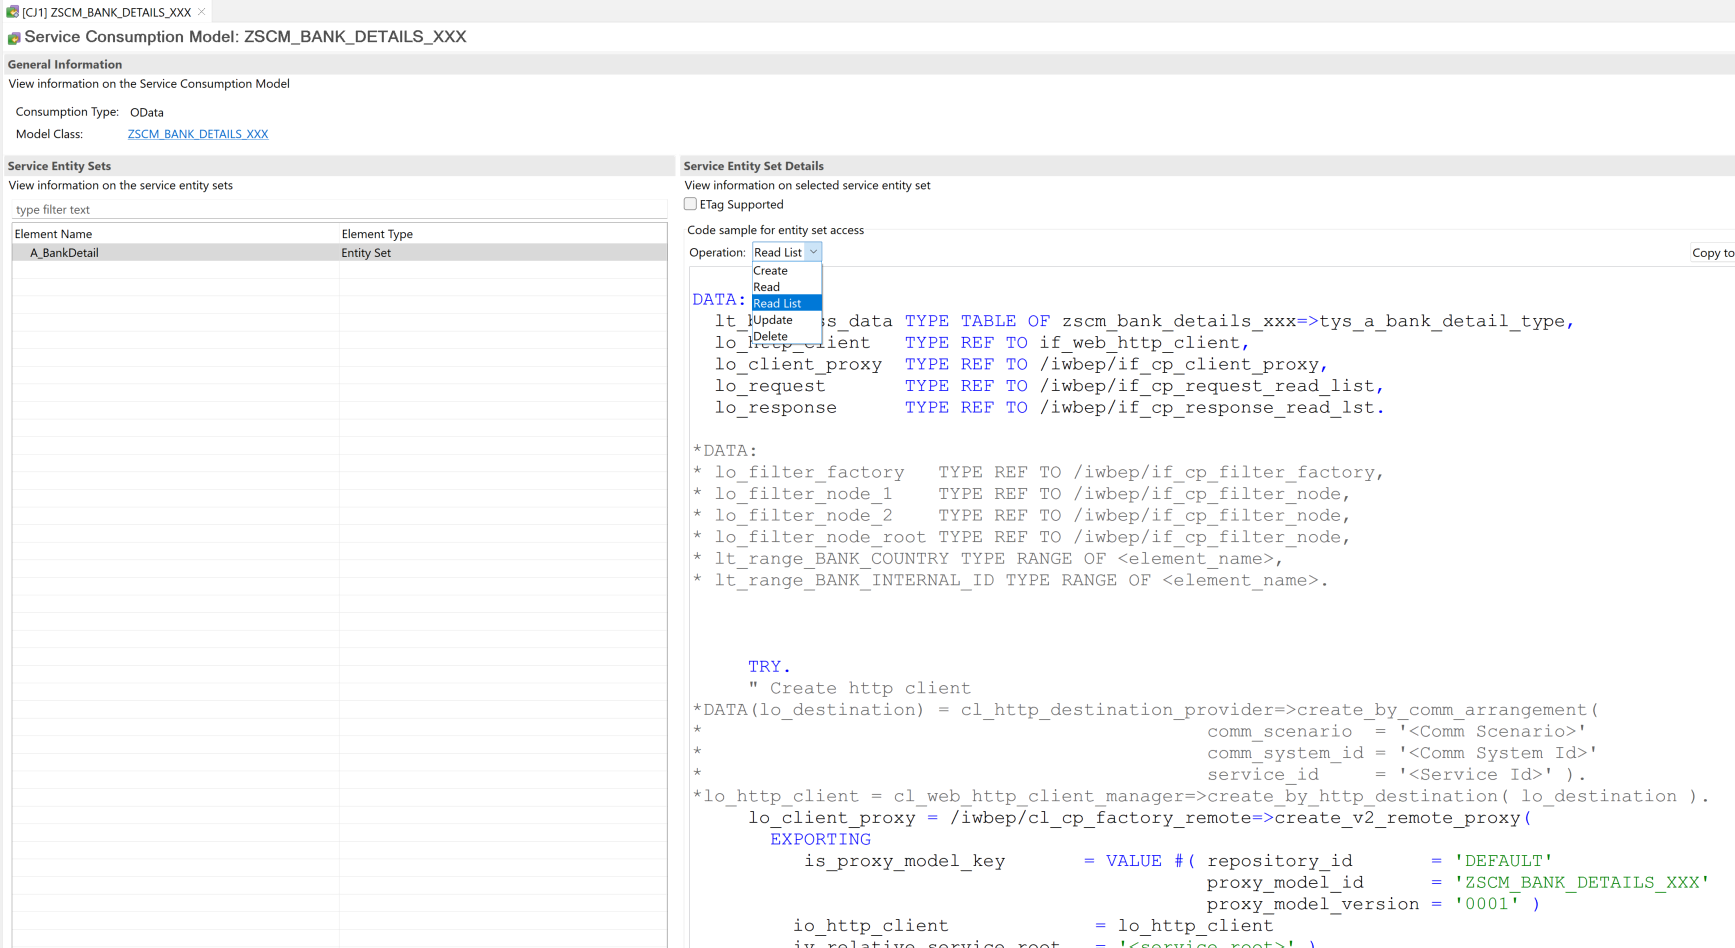 [CJ1] ZSCM_BANK_DETAILS_XXX
Service Consumption Model: ZSCM_BANK_DETAILS_XXX
General Information
View information on the Service Consumption Model
Consumption Type: OData
Model Class: ZSCM_BANK_DETAILS_XXX
Service Entity Sets
View information on the service entity sets
type filter text
Element Name Element Type
A_BankDetail Entity Set
Service Entity Set Details
View information on selected service entity set
ETag Supported
Code sample for entity set access
Operation: Read List Copy to
Create
Read
Read List
Update
Delete
DATA:
lt_ s_data TYPE TABLE OF zscm_bank_details_xxx=>tys_a_bank_detail_type,
lo_http_client TYPE REF TO if_web_http_client,
lo_client_proxy TYPE REF TO /iwbep/if_cp_client_proxy,
lo_request TYPE REF TO /iwbep/if_cp_request_read_list,
lo_response TYPE REF TO /iwbep/if_cp_response_read_lst.
*DATA:
* lo_filter_factory TYPE REF TO /iwbep/if_cp_filter_factory,
* lo_filter_node_1 TYPE REF TO /iwbep/if_cp_filter_node,
* lo_filter_node_2 TYPE REF TO /iwbep/if_cp_filter_node,
* lo_filter_node_root TYPE REF TO /iwbep/if_cp_filter_node,
* lt_range_BANK_COUNTRY TYPE RANGE OF <element_name>,
* lt_range_BANK_INTERNAL_ID TYPE RANGE OF <element_name>.
TRY.
" Create http client
*DATA(lo_destination) = cl_http_destination_provider=>create_by_comm_arrangement(
* comm_scenario = '<Comm Scenario>'
* comm_system_id = '<Comm System Id>'
* service_id = '<Service Id>' ).
*lo_http_client = cl_web_http_client_manager=>create_by_http_destination( lo_destination ).
lo_client_proxy = /iwbep/cl_cp_factory_remote=>create_v2_remote_proxy(
EXPORTING
is_proxy_model_key = VALUE #( repository_id = 'DEFAULT'
proxy_model_id = 'ZSCM_BANK_DETAILS_XXX'
proxy_model_version = '0001' )
io_http_client = lo_http_client
iv_relative_service_root = '<service_root>' )